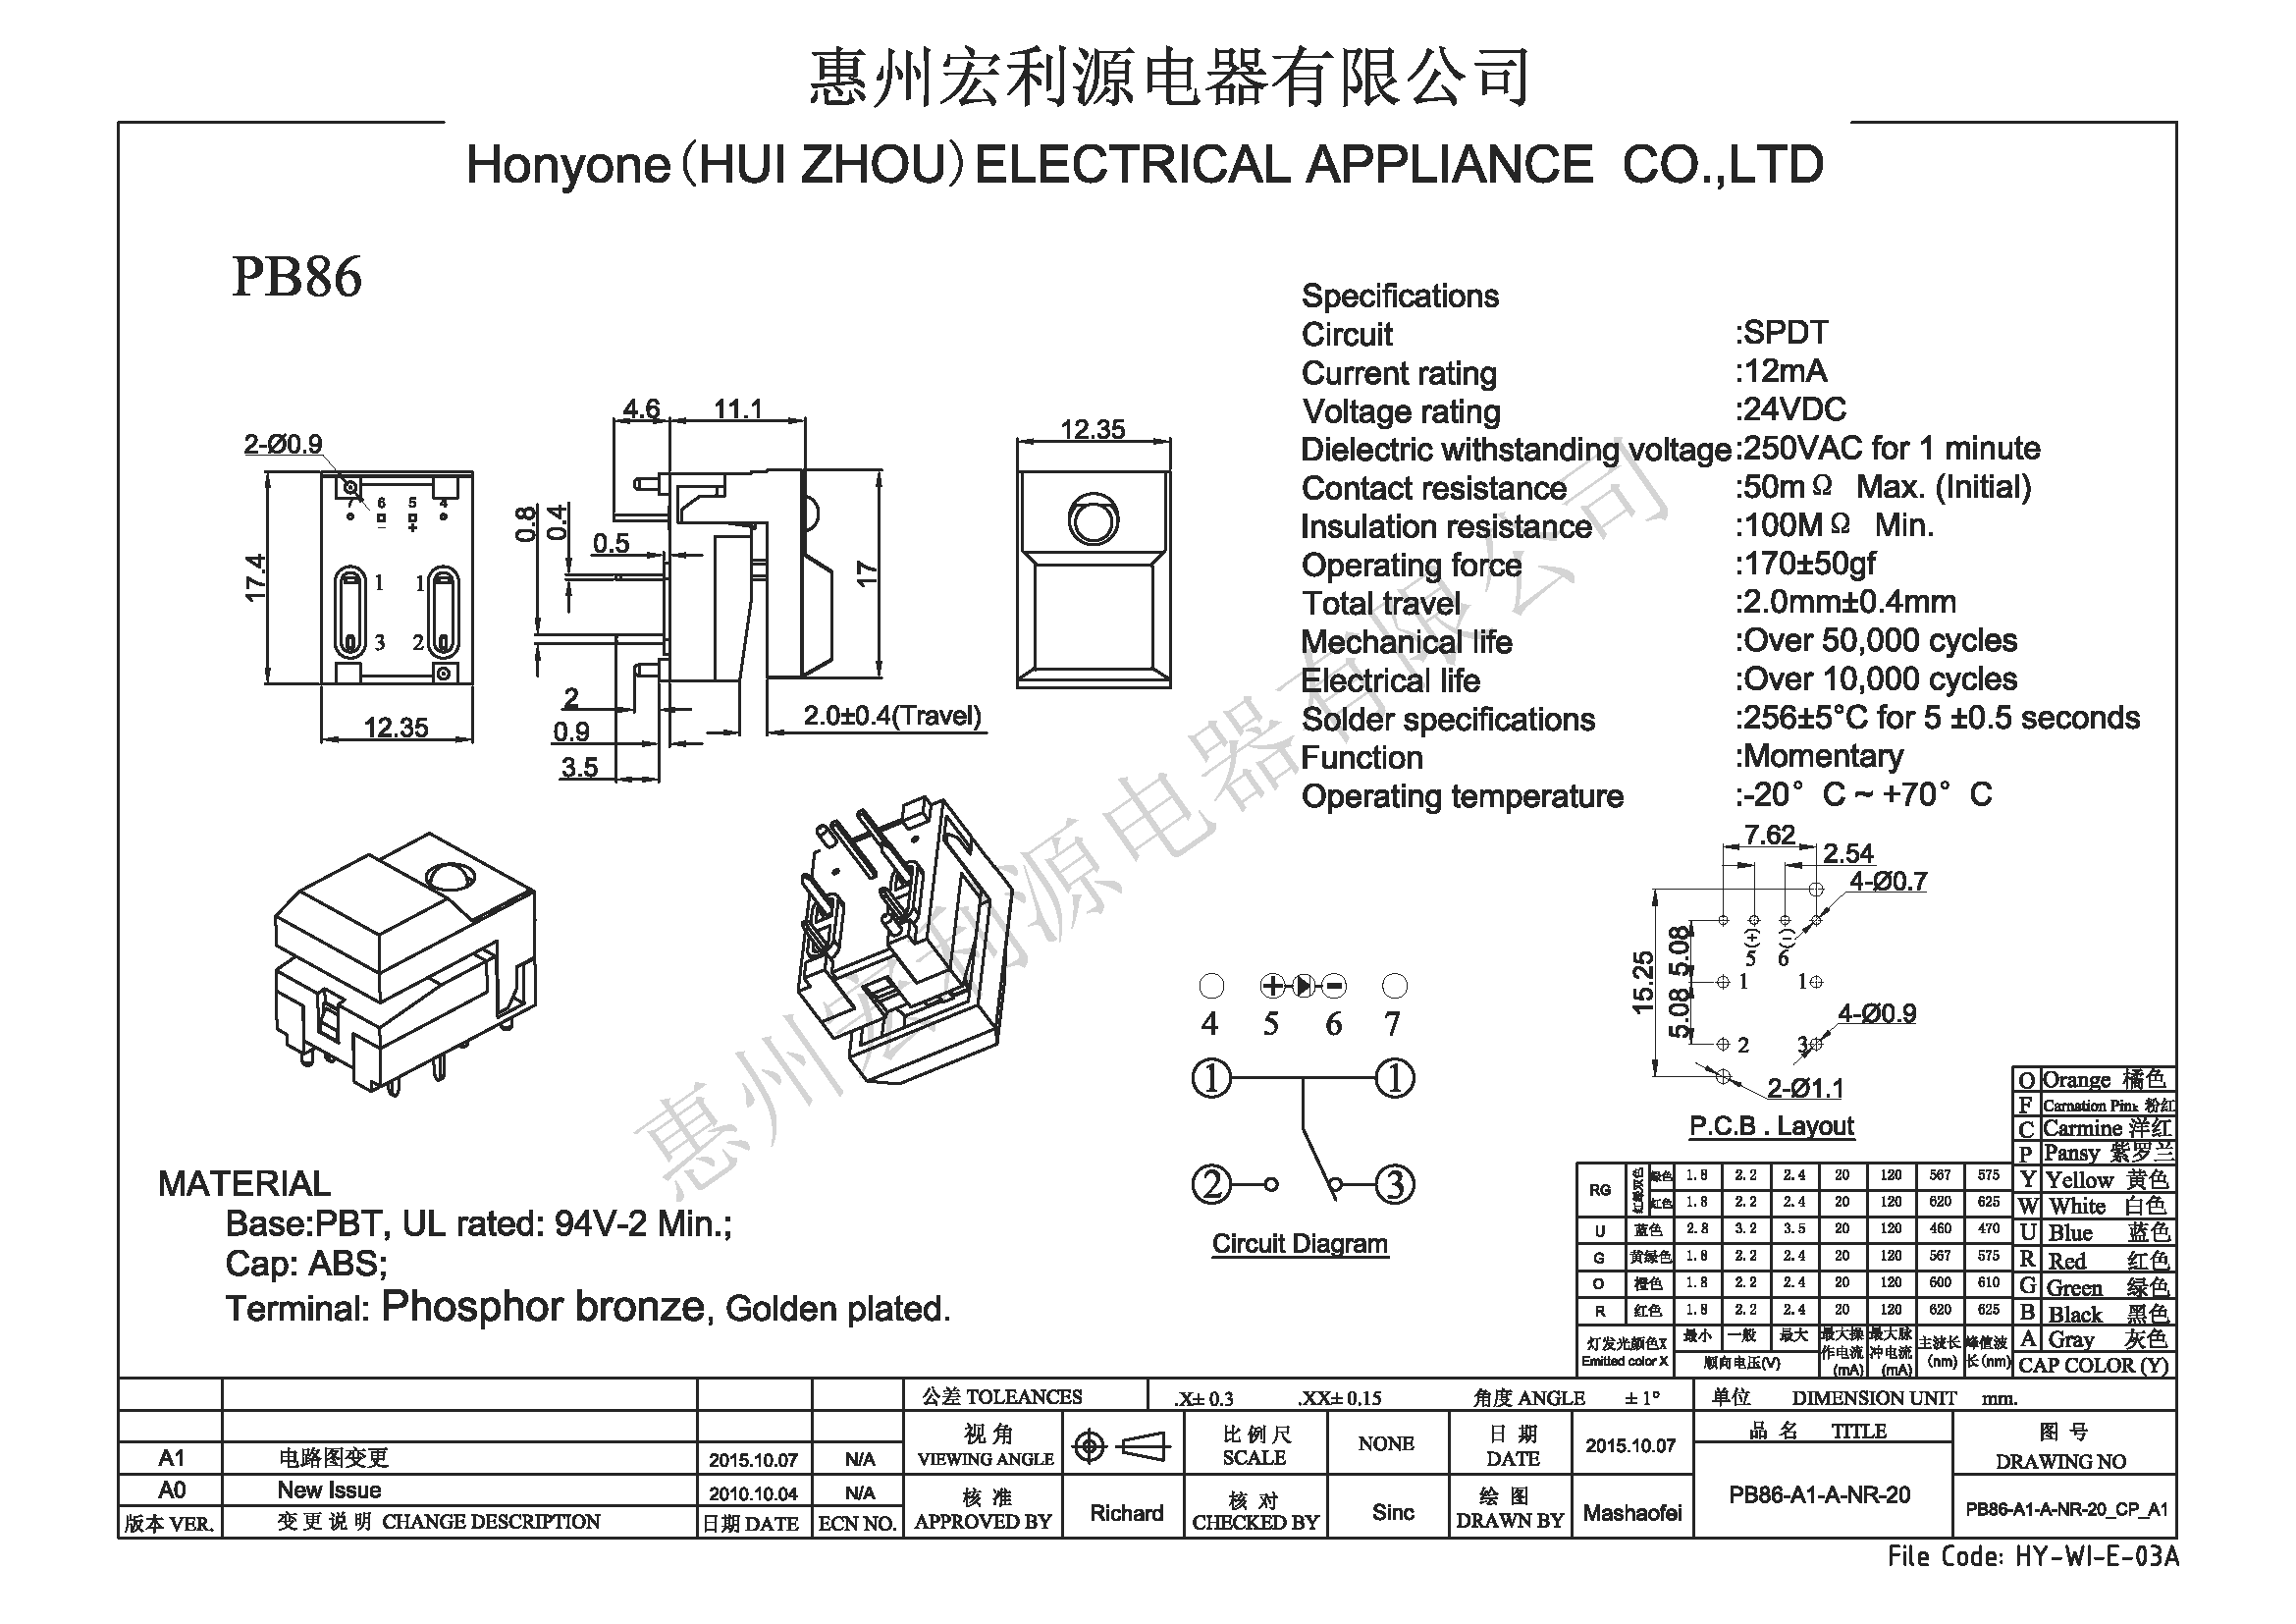 惠州宏利源电器有限公司
Honyone(HUI ZHOU)ELECTRICAL APPLIANCE CO.,LTD
PB86
Specifications
Circuit :SPDT
Current rating :12mA
Voltage rating :24VDC
Dielectric withstanding voltage:250VAC for 1 minute
Contact resistance :50mΩ Max. (Initial)
Insulation resistance :100MΩ Min.
Operating force :170±50gf
Total travel :2.0mm±0.4mm
Mechanical life :Over 50,000 cycles
Electrical life :Over 10,000 cycles
Solder specifications :256±5°C for 5 ±0.5 seconds
Function :Momentary
Operating temperature :-20° C ~ +70° C
2-Ø0.9
17.4
12.35
7 6 5 4
- +
1 1
3 2
4.6 11.1
0.8
0.4
0.5
17
2
0.9
3.5
2.0±0.4(Travel)
12.35
7.62
2.54
4-Ø0.7
15.25
5.08
5.08
(+) (-)
5 6
1 1
2 3
4-Ø0.9
2-Ø1.1
P.C.B . Layout
4 5 6 7
1 1
2 3
Circuit Diagram
惠州宏利源电器有限公司
MATERIAL
Base:PBT, UL rated: 94V-2 Min.;
Cap: ABS;
Terminal: Phosphor bronze, Golden plated.
O Orange 橘色
F Carnation Pink 粉红
C Carmine 洋红
P Pansy 紫罗兰
Y Yellow 黄色
W White 白色
U Blue 蓝色
R Red 红色
G Green 绿色
B Black 黑色
A Gray 灰色
CAP COLOR (Y)
RG 红绿双色 绿色 1.8 2.2 2.4 20 120 567 575
红色 1.8 2.2 2.4 20 120 620 625
U 蓝色 2.8 3.2 3.5 20 120 460 470
G 黄绿色 1.8 2.2 2.4 20 120 567 575
O 橙色 1.8 2.2 2.4 20 120 600 610
R 红色 1.8 2.2 2.4 20 120 620 625
灯发光颜色X
Emitted color X
最小 一般 最大
顺向电压(V)
最大操作电流(mA)
最大脉冲电流(mA)
主波长(nm)
峰值波长(nm)
公差 TOLEANCES .X± 0.3 .XX± 0.15 角度 ANGLE ± 1° 单位 DIMENSION UNIT mm.
视 角
VIEWING ANGLE
比 例 尺
SCALE
NONE
日 期
DATE
2015.10.07
品 名 TITLE
图 号
DRAWING NO
A1 电路图变更 2015.10.07 N/A
A0 New Issue 2010.10.04 N/A
版本 VER. 变 更 说 明 CHANGE DESCRIPTION 日期 DATE ECN NO.
核 准
APPROVED BY
Richard
核 对
CHECKED BY
Sinc
绘 图
DRAWN BY
Mashaofei
PB86-A1-A-NR-20
PB86-A1-A-NR-20_CP_A1
File Code: HY-WI-E-03A